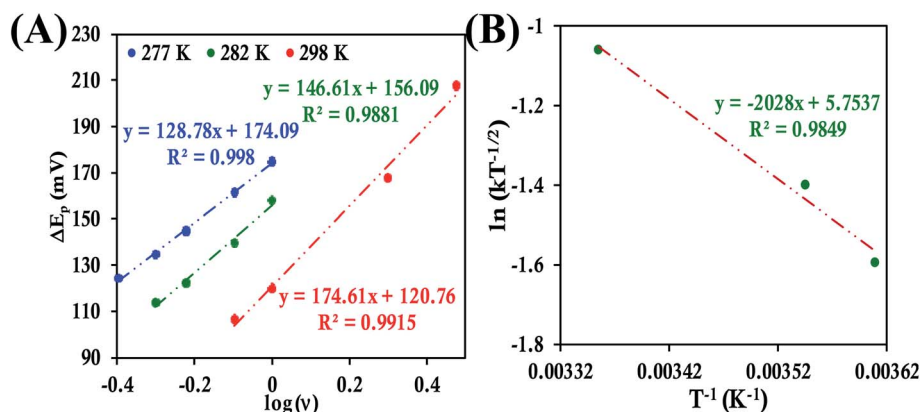 (A)
277 K 282 K 298 K
y = 146.61x + 156.09
R² = 0.9881
y = 128.78x + 174.09
R² = 0.998
y = 174.61x + 120.76
R² = 0.9915
ΔEp (mV)
230
210
190
170
150
130
110
90
-0.4 -0.2 0 0.2 0.4
log(ν)
(B)
y = -2028x + 5.7537
R² = 0.9849
ln (kT⁻¹/²)
-1
-1.2
-1.4
-1.6
-1.8
0.00332 0.00342 0.00352 0.00362
T⁻¹ (K⁻¹)